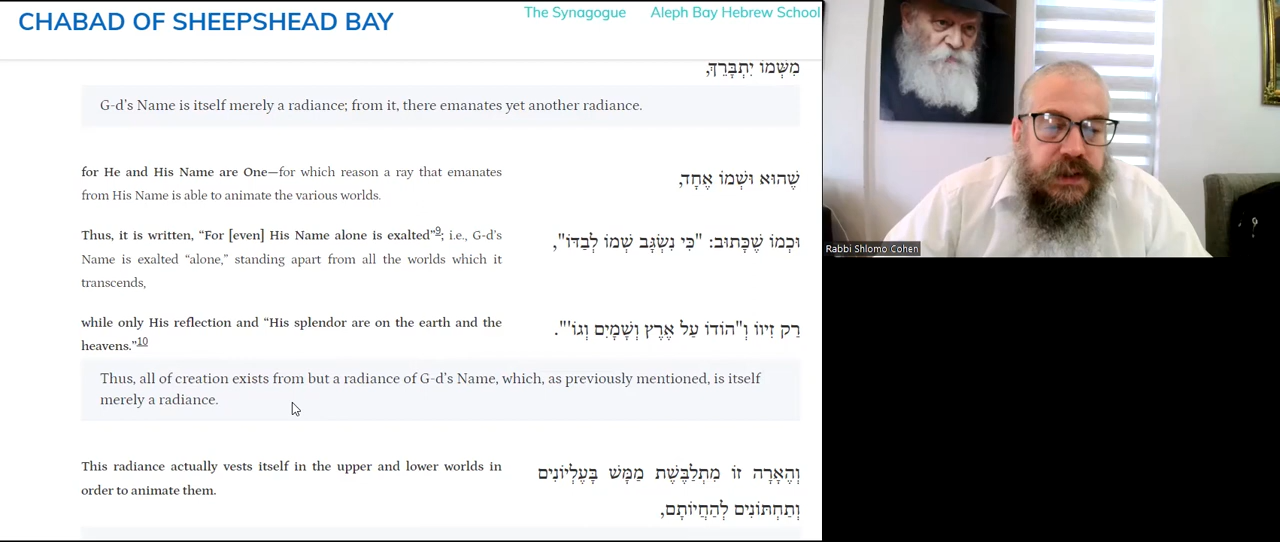 CHABAD OF SHEEPSHEAD BAY
The Synagogue Aleph Bay Hebrew School
מִשְּׁמוֹ יִתְבָּרֵךְ,
G-d's Name is itself merely a radiance; from it, there emanates yet another radiance.
for He and His Name are One—for which reason a ray that emanates
from His Name is able to animate the various worlds.
שֶׁהוּא וּשְׁמוֹ אֶחָד,
Thus, it is written, “For [even] His Name alone is exalted”9; i.e., G-d's
Name is exalted “alone,” standing apart from all the worlds which it
transcends,
וּכְמוֹ שֶׁכָּתוּב: "כִּי נִשְׂגָּב שְׁמוֹ לְבַדּוֹ",
while only His reflection and “His splendor are on the earth and the
heavens.”10
רַק זִיווֹ וְ"הוֹדוֹ עַל אֶרֶץ וְשָׁמָיִם וְגוֹ'".
Thus, all of creation exists from but a radiance of G-d's Name, which, as previously mentioned, is itself
merely a radiance.
This radiance actually vests itself in the upper and lower worlds in
order to animate them.
וְהֶאָרָה זוֹ מִתְלַבֶּשֶׁת מַמָּשׁ בָּעֶלְיוֹנִים
וְתַחְתּוֹנִים לְהַחֲיוֹתָם,
Rabbi Shlomo Cohen